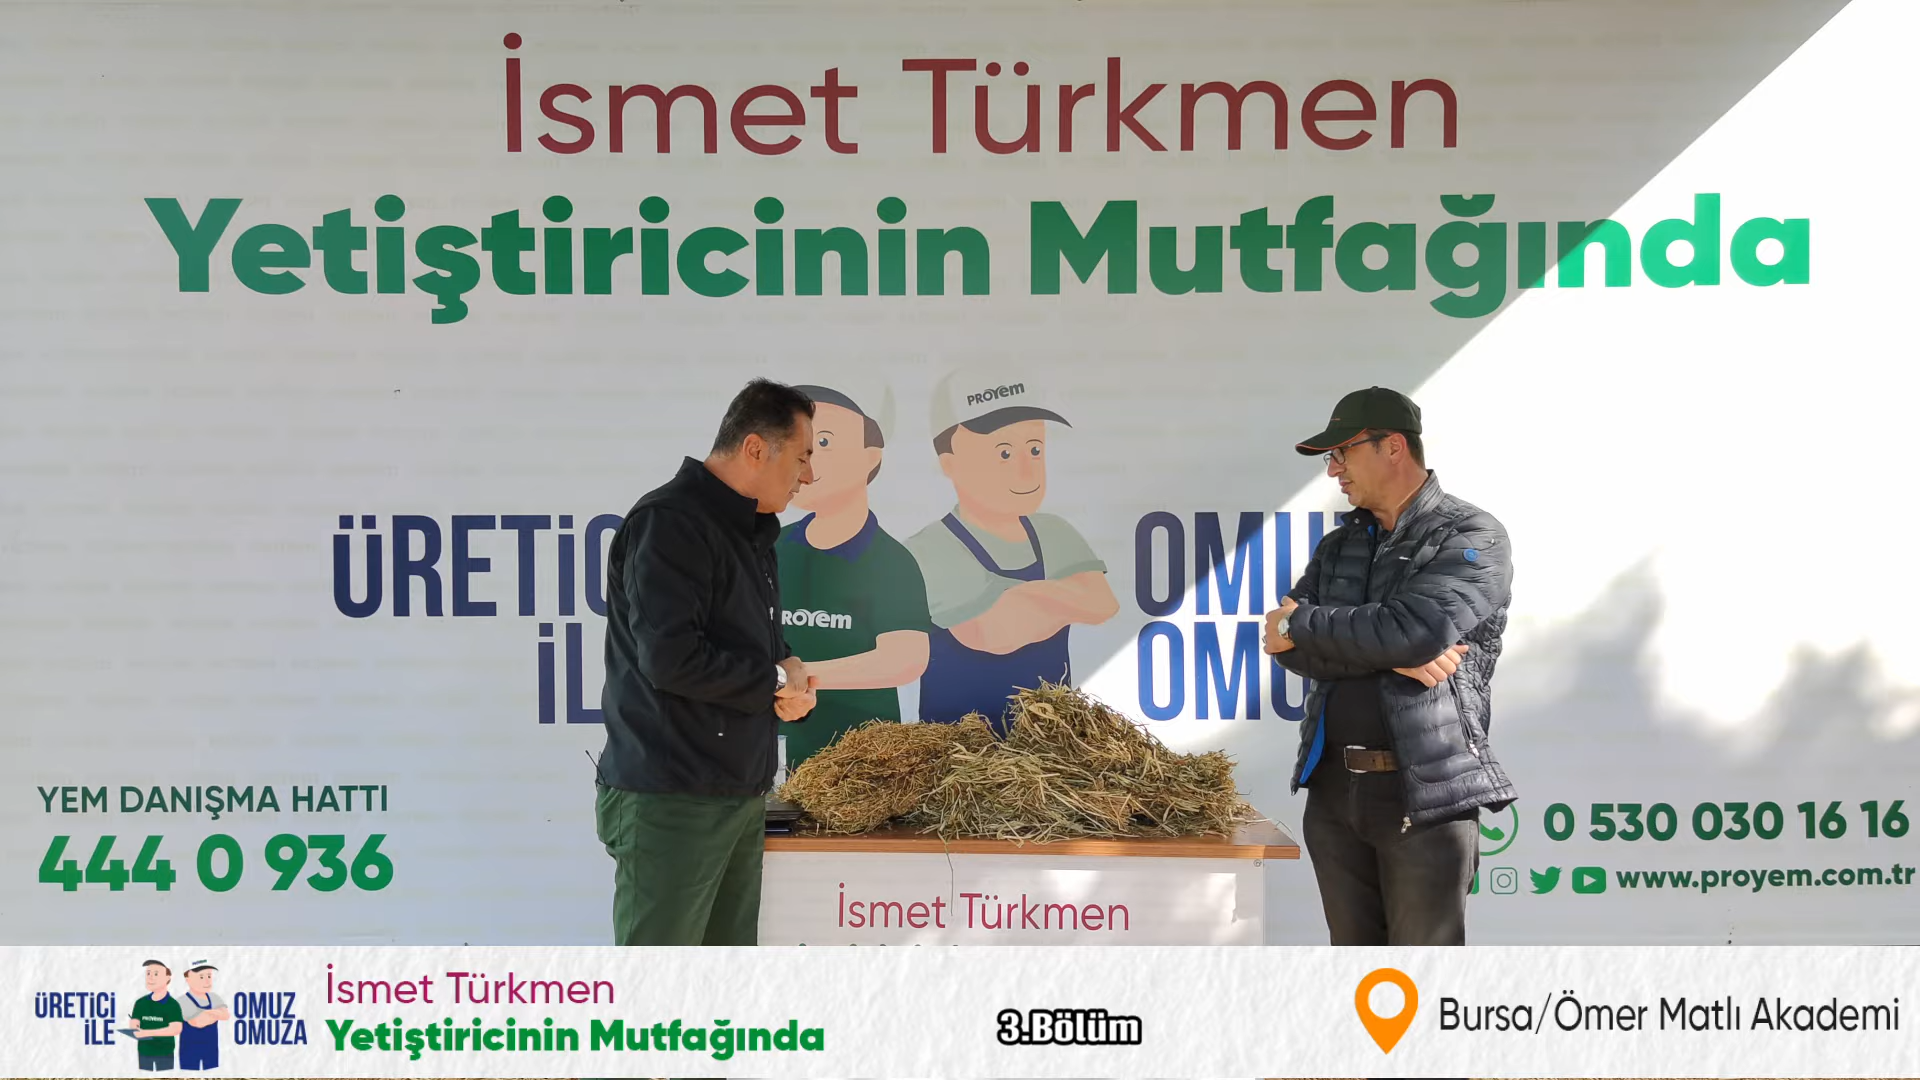 İsmet Türkmen
Yetiştiricinin Mutfağında
PROYem
ÜRETİC
OMUZ
PROYem
İL
OMU
YEM DANIŞMA HATTI
444 0 936
0 530 030 16 16
www.proyem.com.tr
İsmet Türkmen
ÜRETİCİ
İLE
OMUZ
OMUZA
İsmet Türkmen
Yetiştiricinin Mutfağında
3.Bölüm
Bursa/Ömer Matlı Akademi